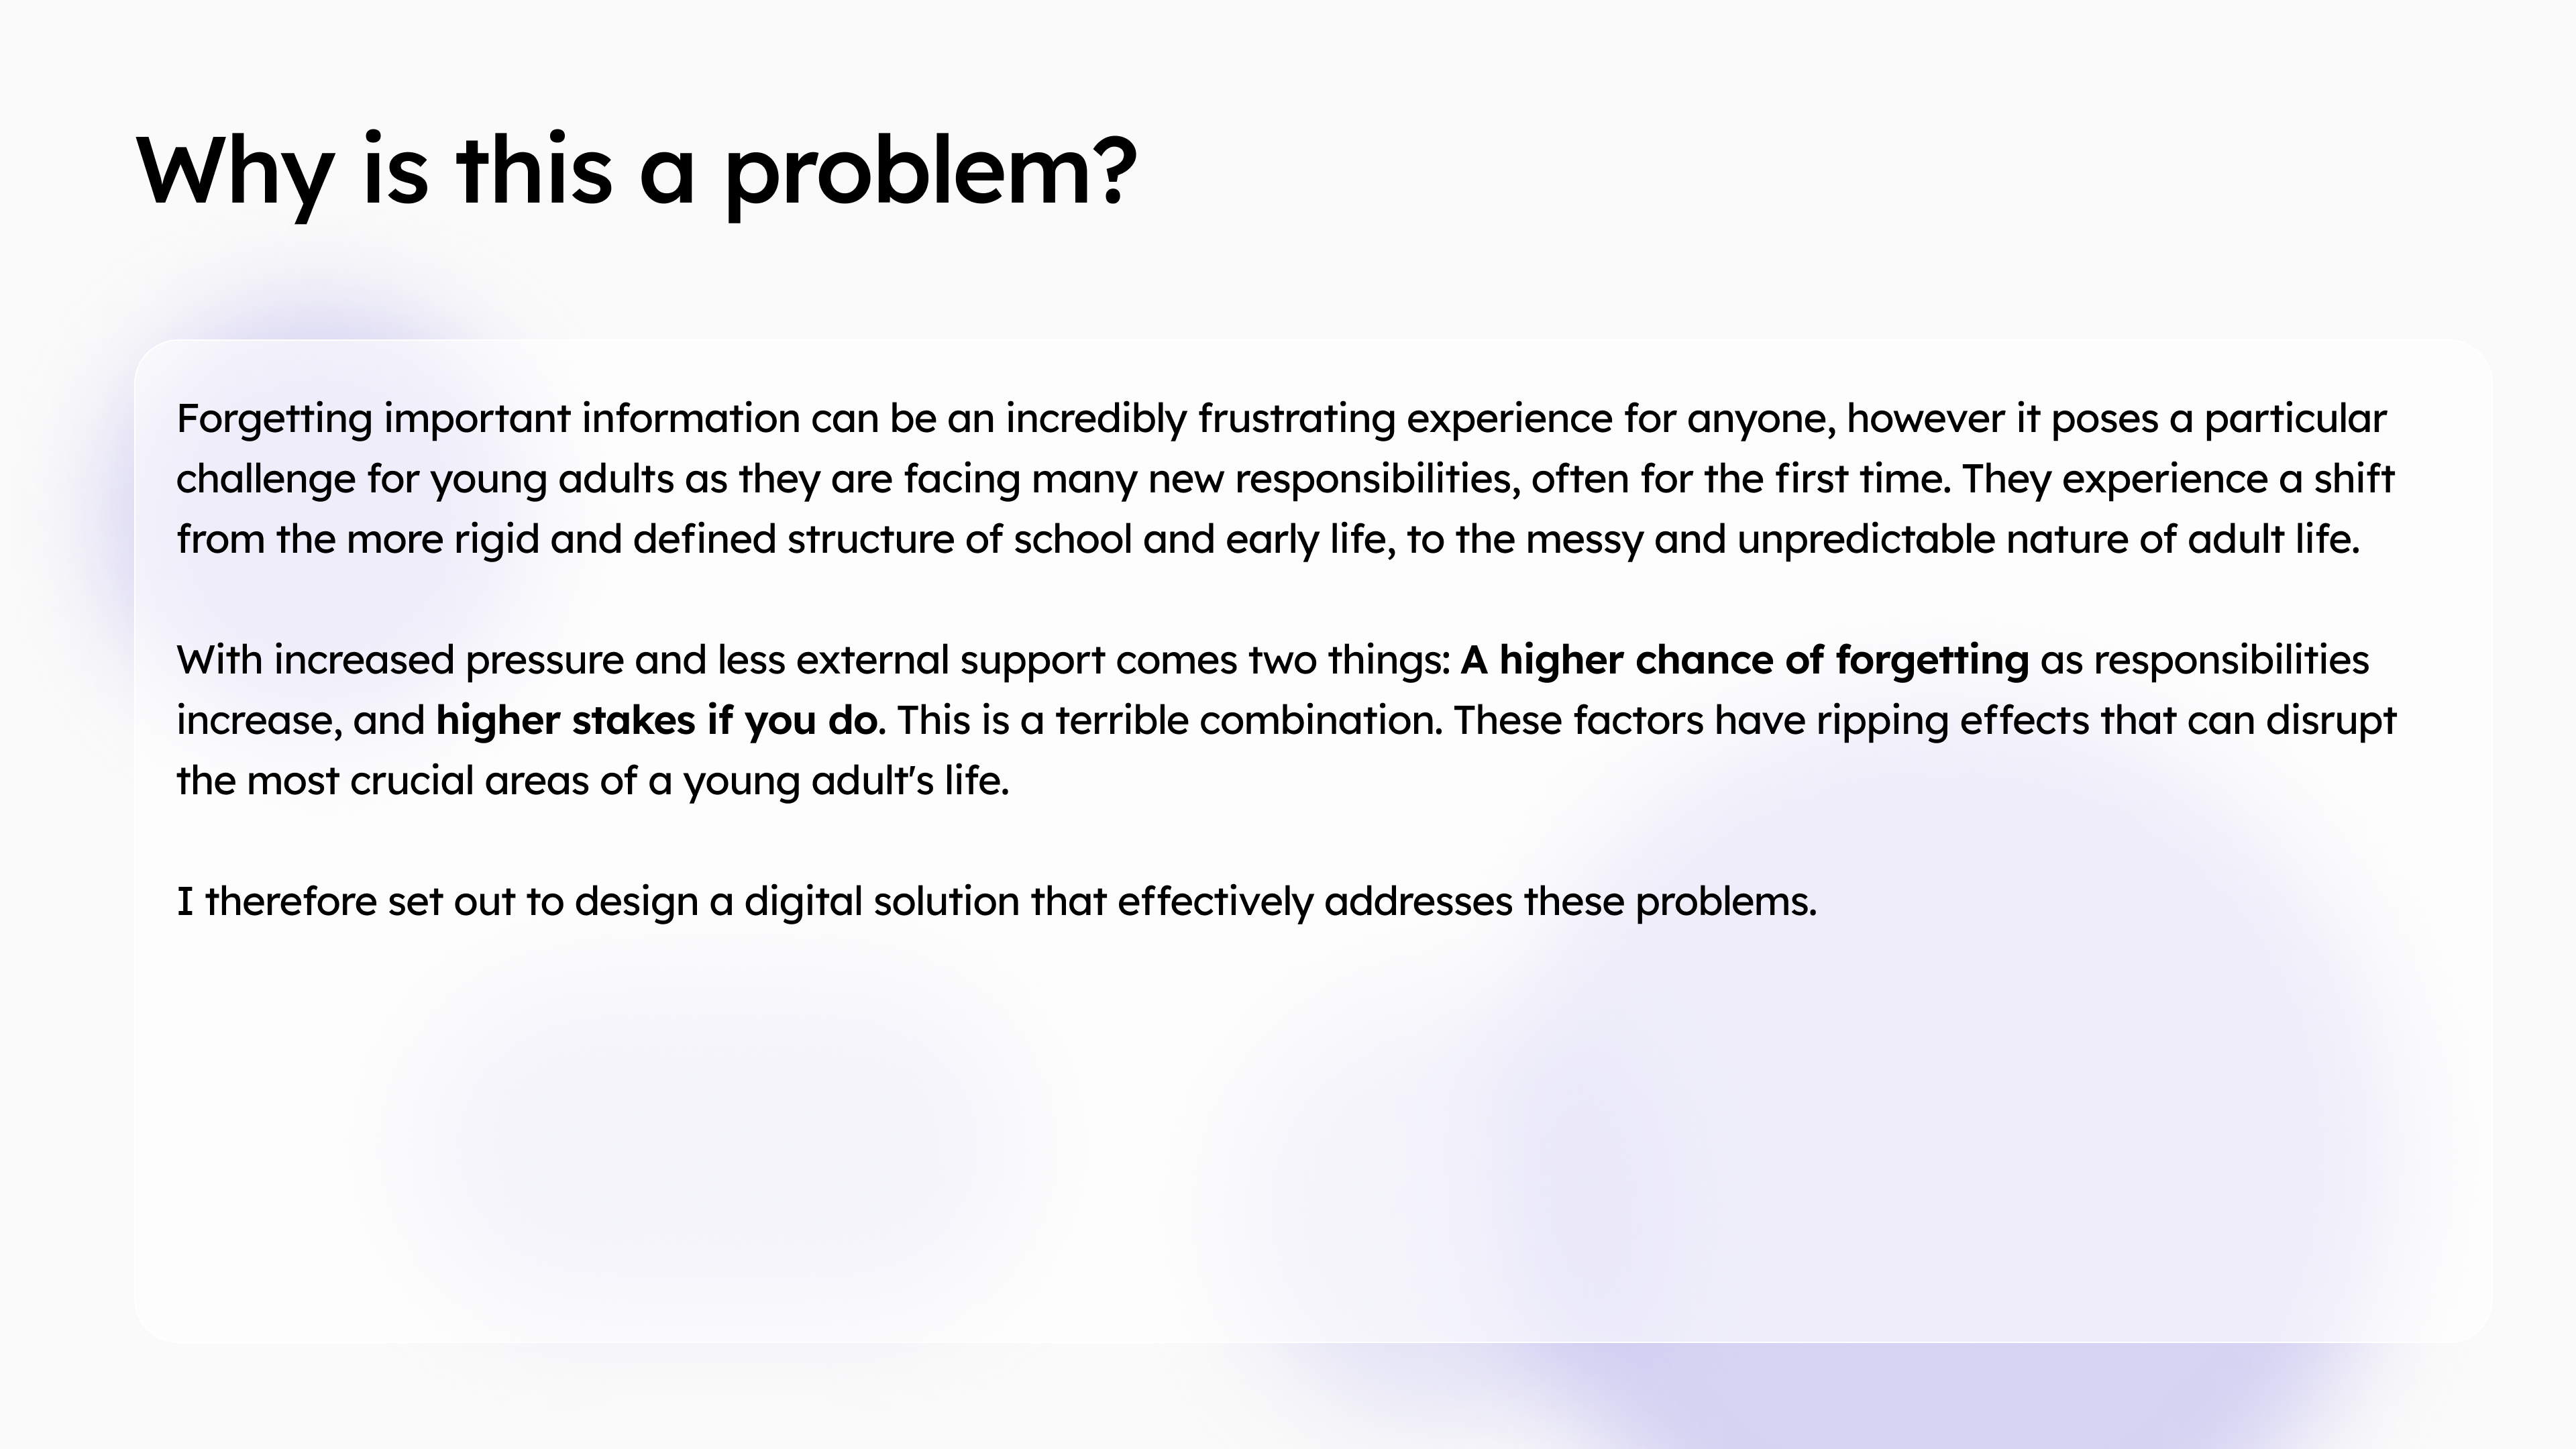 Why is this a problem?
Forgetting important information can be an incredibly frustrating experience for anyone, however it poses a particular
challenge for young adults as they are facing many new responsibilities, often for the first time. They experience a shift
from the more rigid and defined structure of school and early life, to the messy and unpredictable nature of adult life.
With increased pressure and less external support comes two things: A higher chance of forgetting as responsibilities
increase, and higher stakes if you do. This is a terrible combination. These factors have ripping effects that can disrupt
the most crucial areas of a young adult's life.
I therefore set out to design a digital solution that effectively addresses these problems.